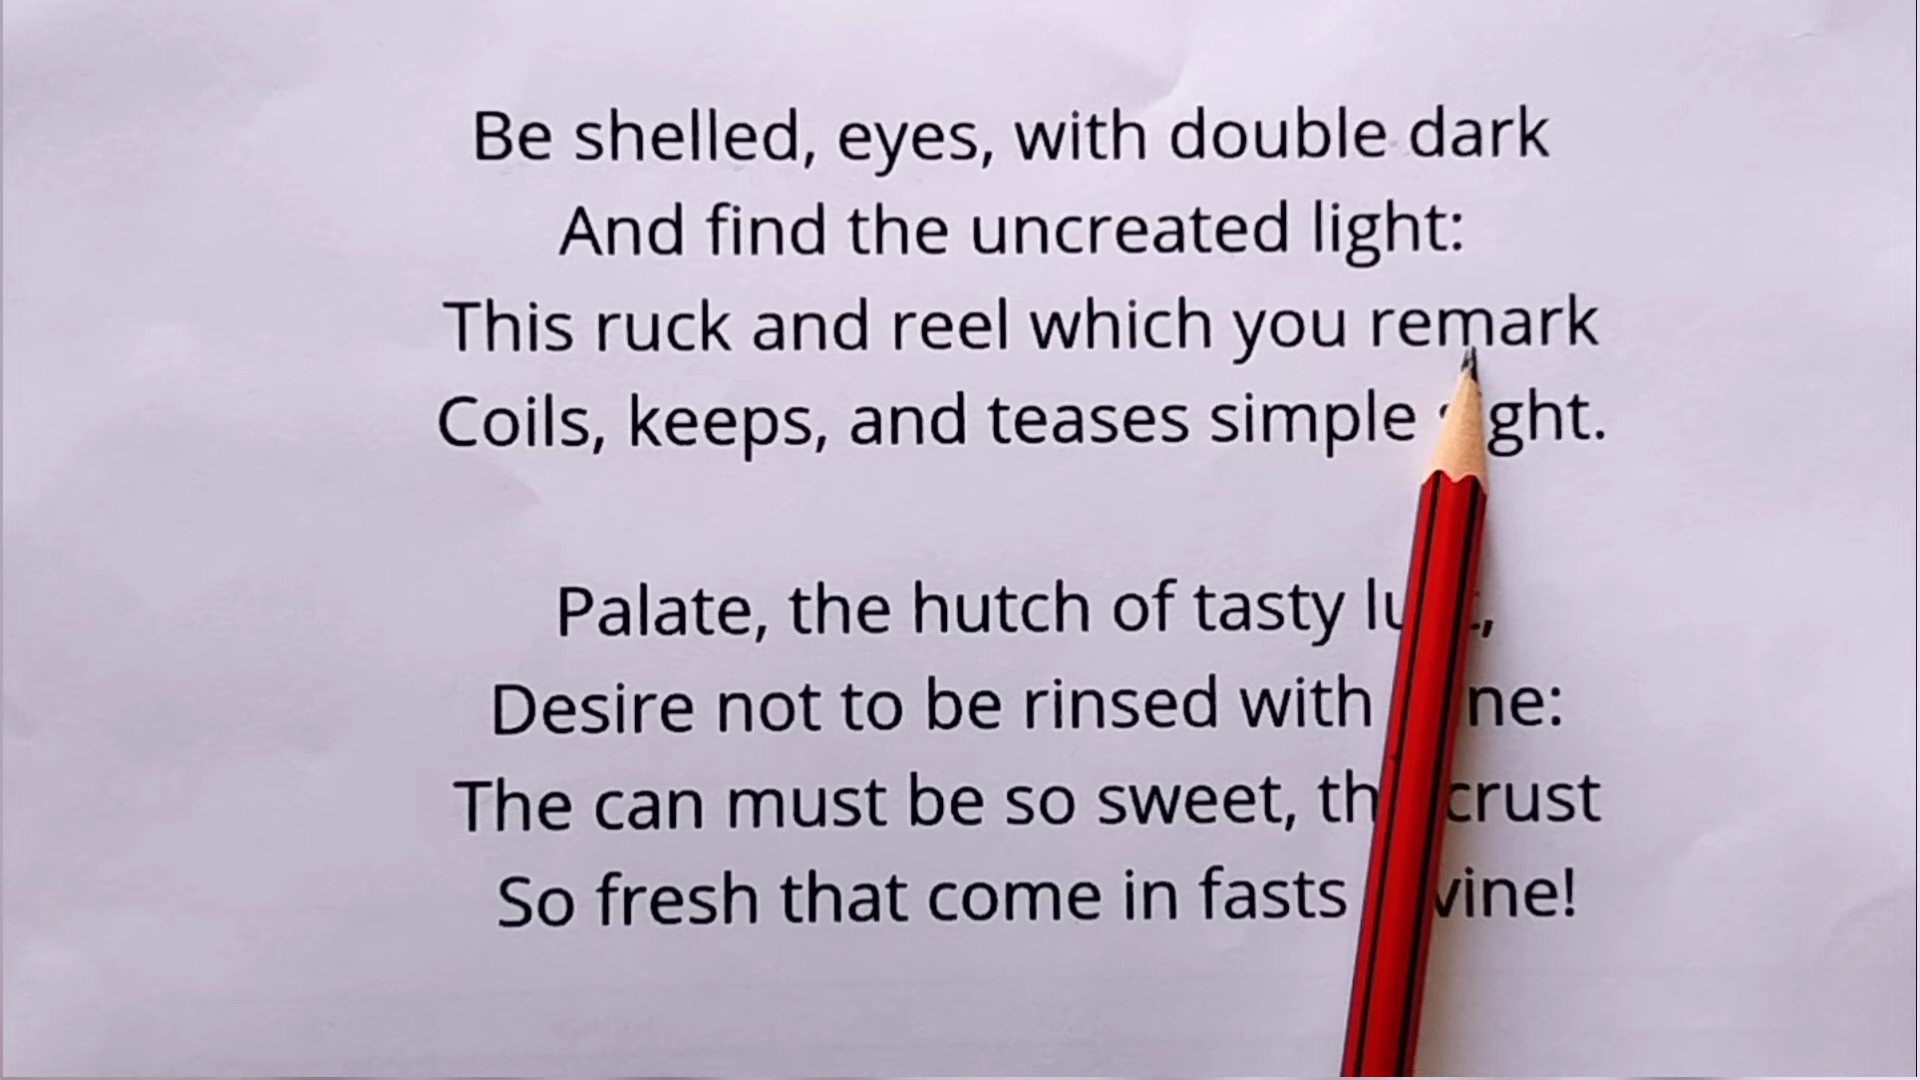 Be shelled, eyes, with double dark
And find the uncreated light:
This ruck and reel which you remark
Coils, keeps, and teases simple
Palate, the hutch of tasty
Desire not to be rinsed with
The can must be so sweet, crust
So fresh that come in fasts